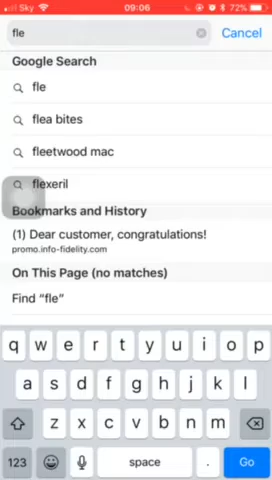 Sky 09:06 72%
fle Cancel
Google Search
fle
flea bites
fleetwood mac
flexeril
Bookmarks and History
(1) Dear customer, congratulations!
promo.info-fidelity.com
On This Page (no matches)
Find “fle”
q w e r t y u i o p
a s d f g h j k l
z x c v b n m
123 space . Go